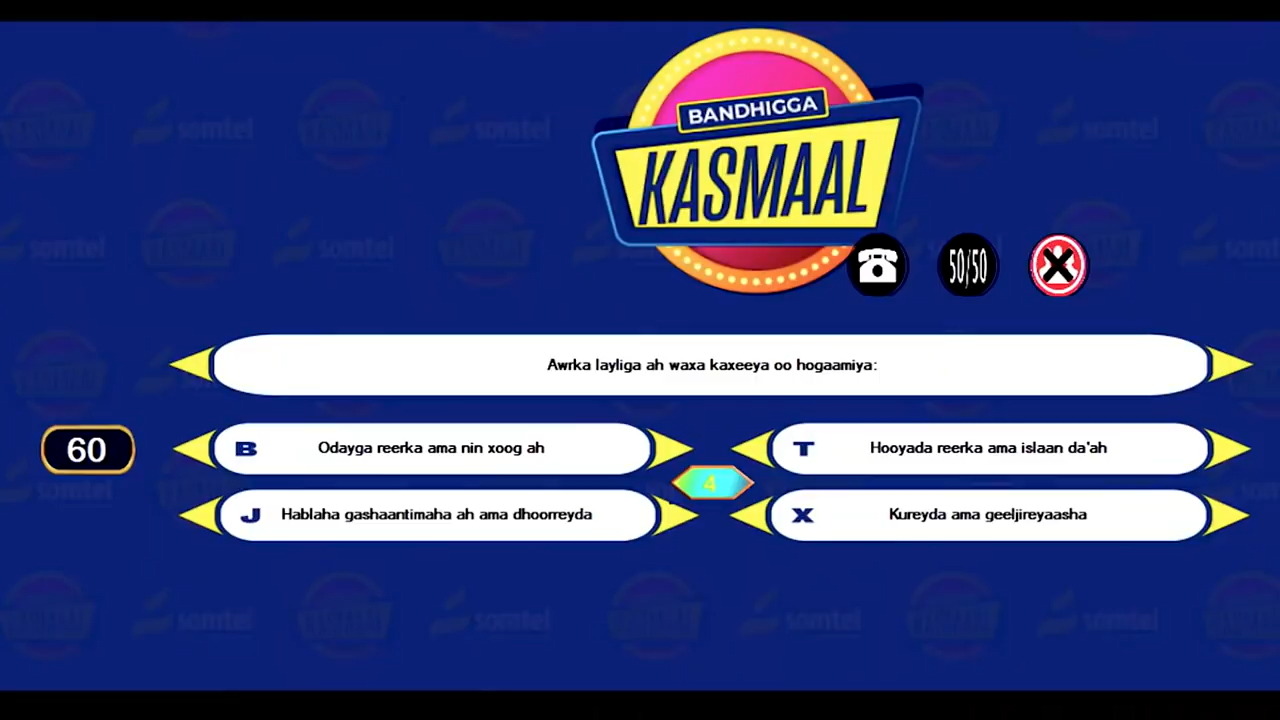 BANDHIGGA
KASMAAL
50/50
Awrka layliga ah waxa kaxeeya oo hogaamiya:
60
B Odayga reerka ama nin xoog ah
T Hooyada reerka ama islaan da'ah
4
J Hablaha gashaantimaha ah ama dhoorreyda
X Kureyda ama geeljireyaasha
somtel